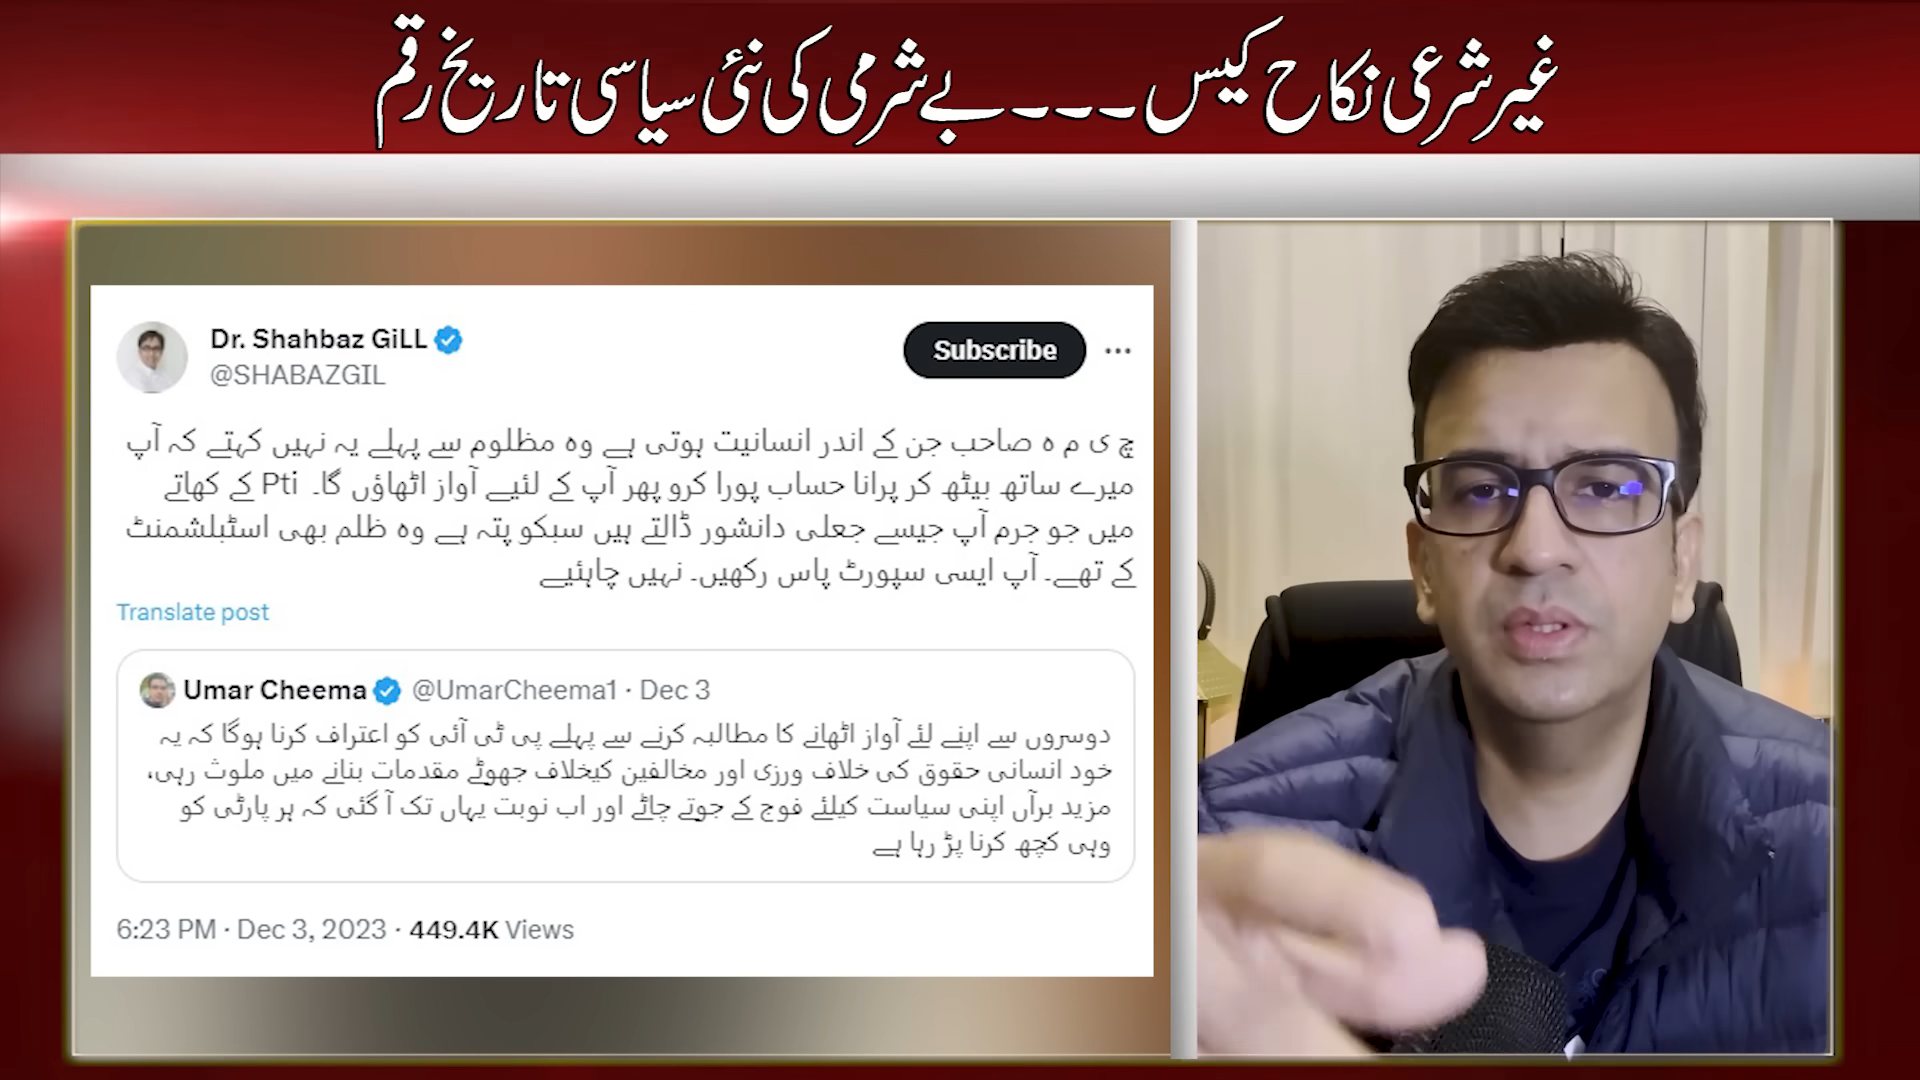 غیر شرعی نکاح کیس ۔۔۔ بے شرمی کی نئی سیاسی تاریخ رقم
Dr. Shahbaz GiLL
@SHABAZGIL
Subscribe
چ ی م ہ صاحب جن کے اندر انسانیت ہوتی ہے وہ مظلوم سے پہلے یہ نہیں کہتے کہ آپ
میرے ساتھ بیٹھ کر پرانا حساب پورا کرو پھر آپ کے لئیے آواز اٹھاؤں گا۔ Pti کے کھاتے
میں جو جرم آپ جیسے جعلی دانشور ڈالتے ہیں سبکو پتہ ہے وہ ظلم بھی اسٹبلشمنٹ
کے تھے۔ آپ ایسی سپورٹ پاس رکھیں۔ نہیں چاہئیے
Translate post
Umar Cheema @UmarCheema1 · Dec 3
دوسروں سے اپنے لئے آواز اٹھانے کا مطالبہ کرنے سے پہلے پی ٹی آئی کو اعتراف کرنا ہوگا کہ یہ
خود انسانی حقوق کی خلاف ورزی اور مخالفین کیخلاف جھوٹے مقدمات بنانے میں ملوث رہی،
مزید برآں اپنی سیاست کیلئے فوج کے جوتے چاٹے اور اب نوبت یہاں تک آ گئی کہ ہر پارٹی کو
وہی کچھ کرنا پڑ رہا ہے
6:23 PM · Dec 3, 2023 · 449.4K Views